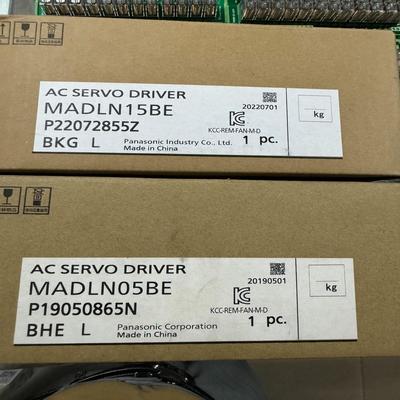 AC SERVO DRIVER
MADLN15BE
20220701
kg
P22072855Z
KCC-REM-FAN-M-D
BKG L
Panasonic Industry Co., Ltd.
Made in China
1 pc.
AC SERVO DRIVER
MADLN05BE
20190501
kg
P19050865N
KCC-REM-FAN-M-D
BHE L
Panasonic Corporation
Made in China
1 pc.